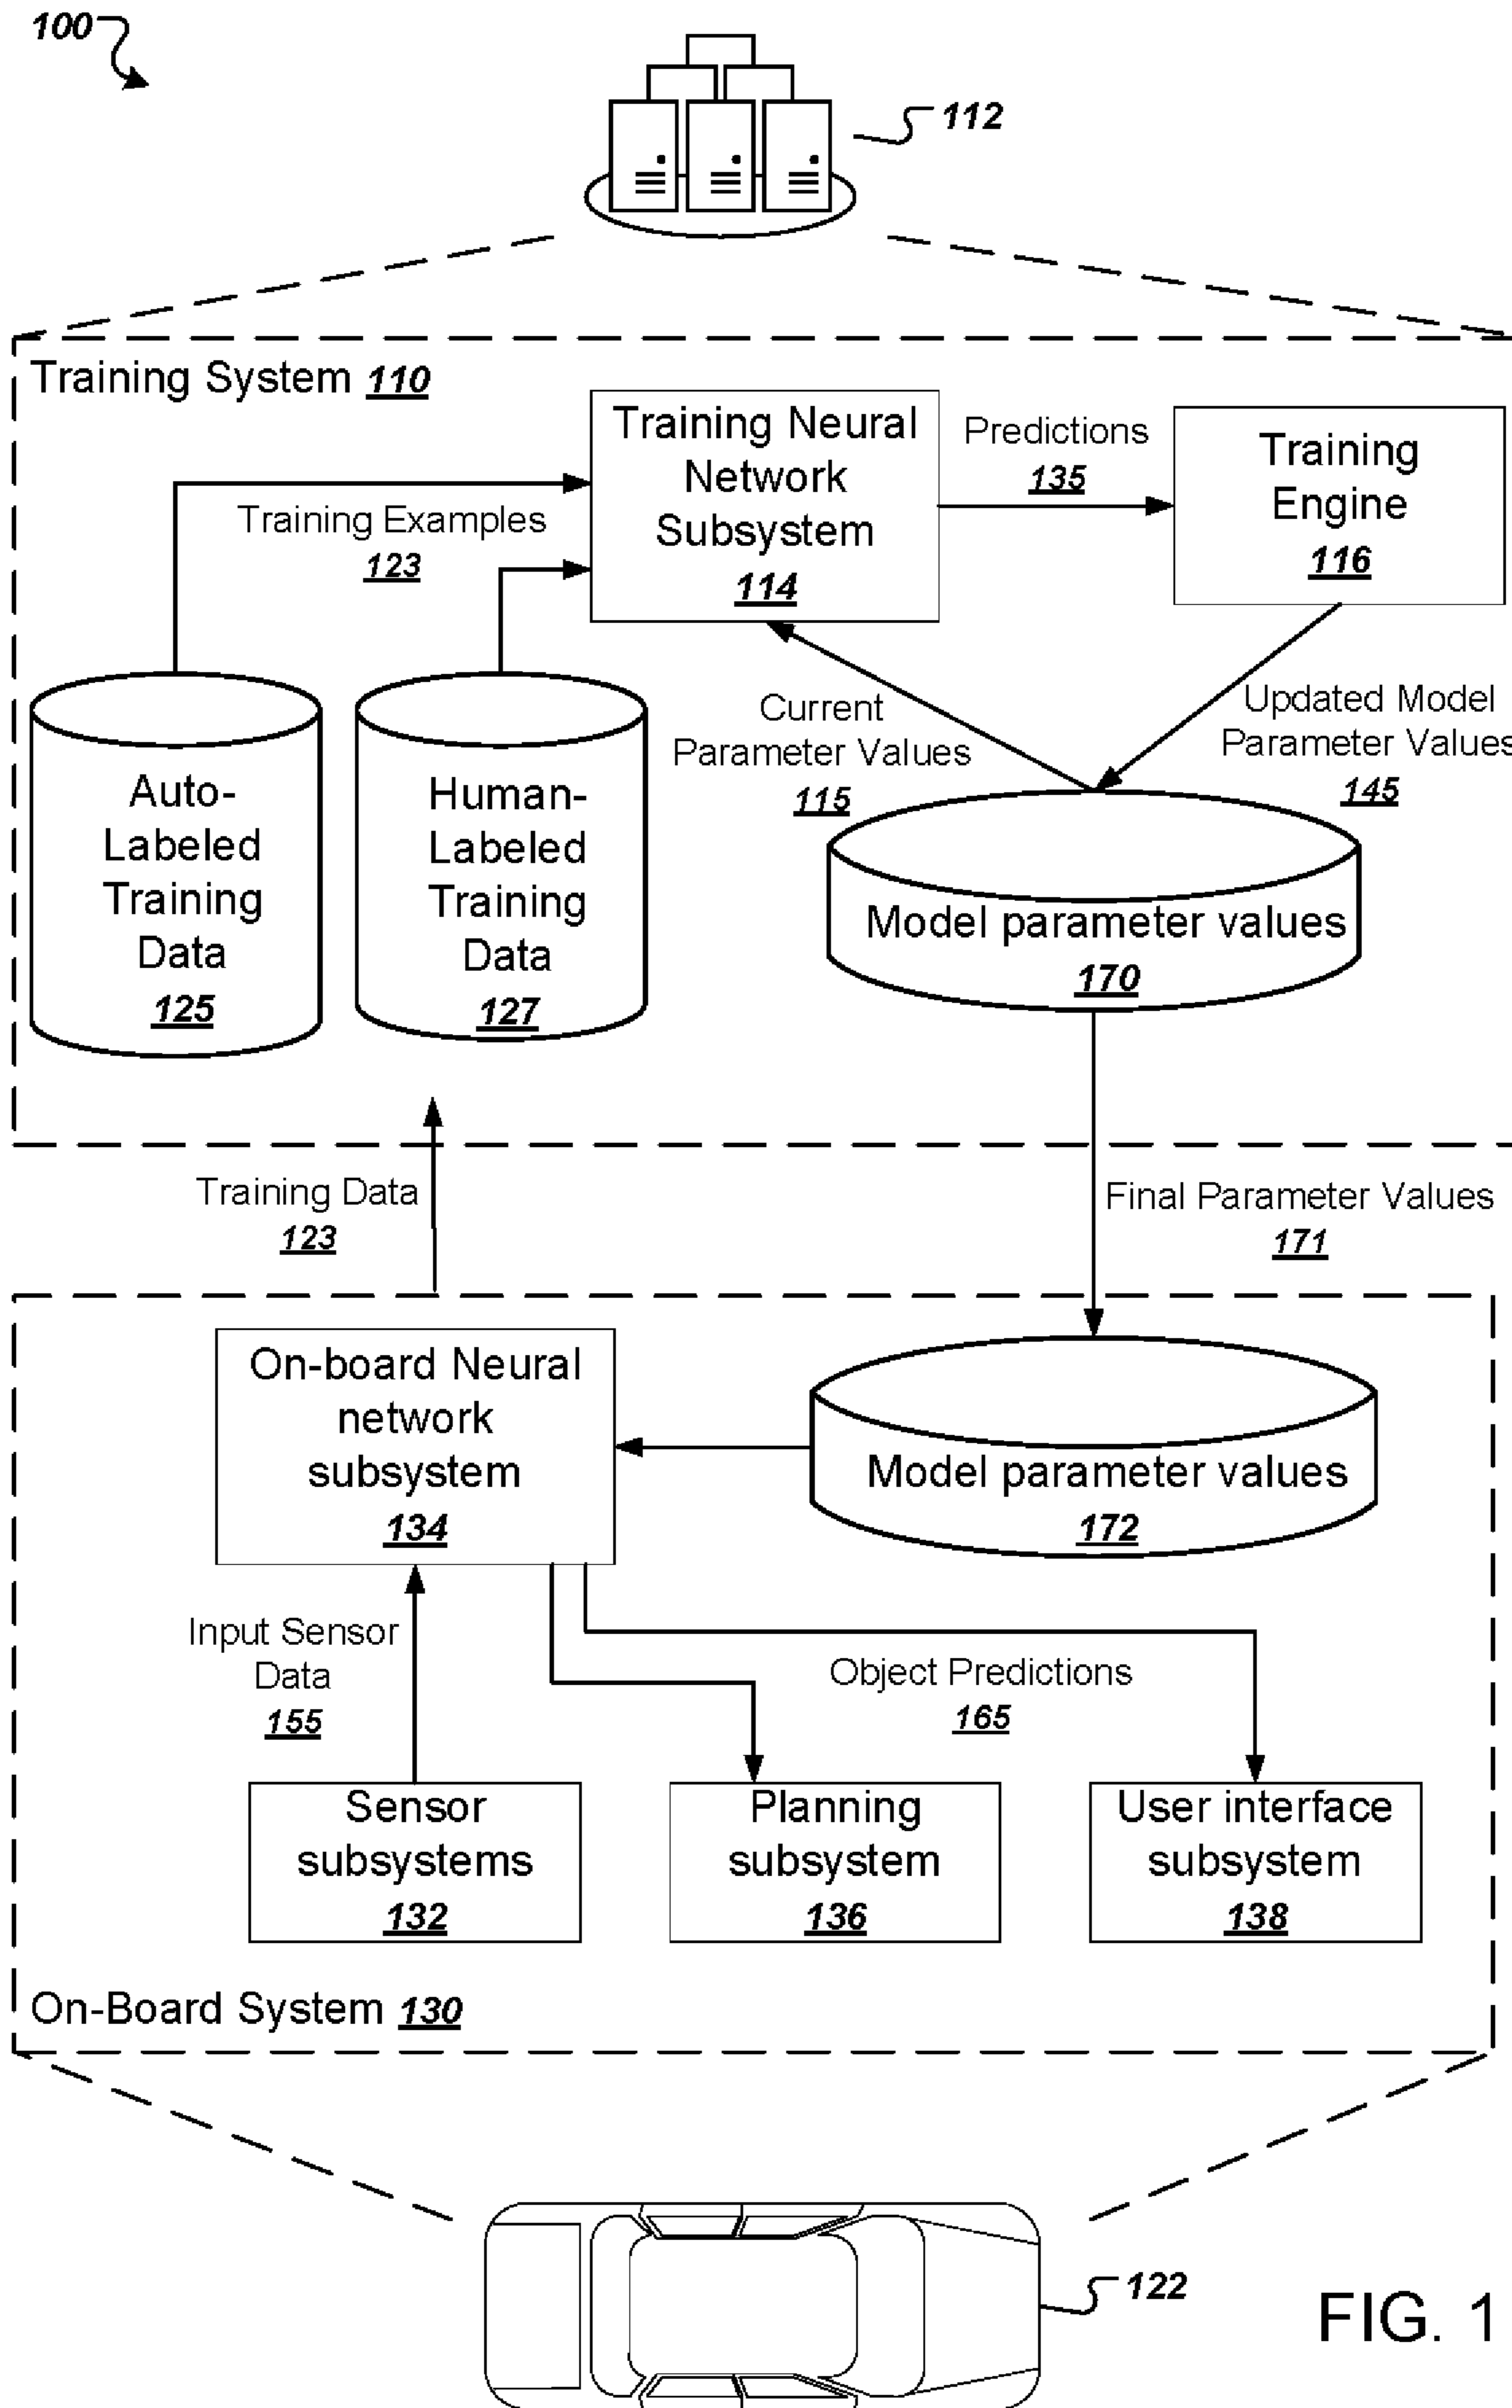 100
112
Training System 110
Training Neural
Network
Subsystem
114
Predictions
135
Training
Engine
116
Training Examples
123
Current
Parameter Values
115
Updated Model
Parameter Values
145
Auto-
Labeled
Training
Data
125
Human-
Labeled
Training
Data
127
Model parameter values
170
Training Data
123
Final Parameter Values
171
On-board Neural
network
subsystem
134
Model parameter values
172
Input Sensor
Data
155
Object Predictions
165
Sensor
subsystems
132
Planning
subsystem
136
User interface
subsystem
138
On-Board System 130
122
FIG. 1